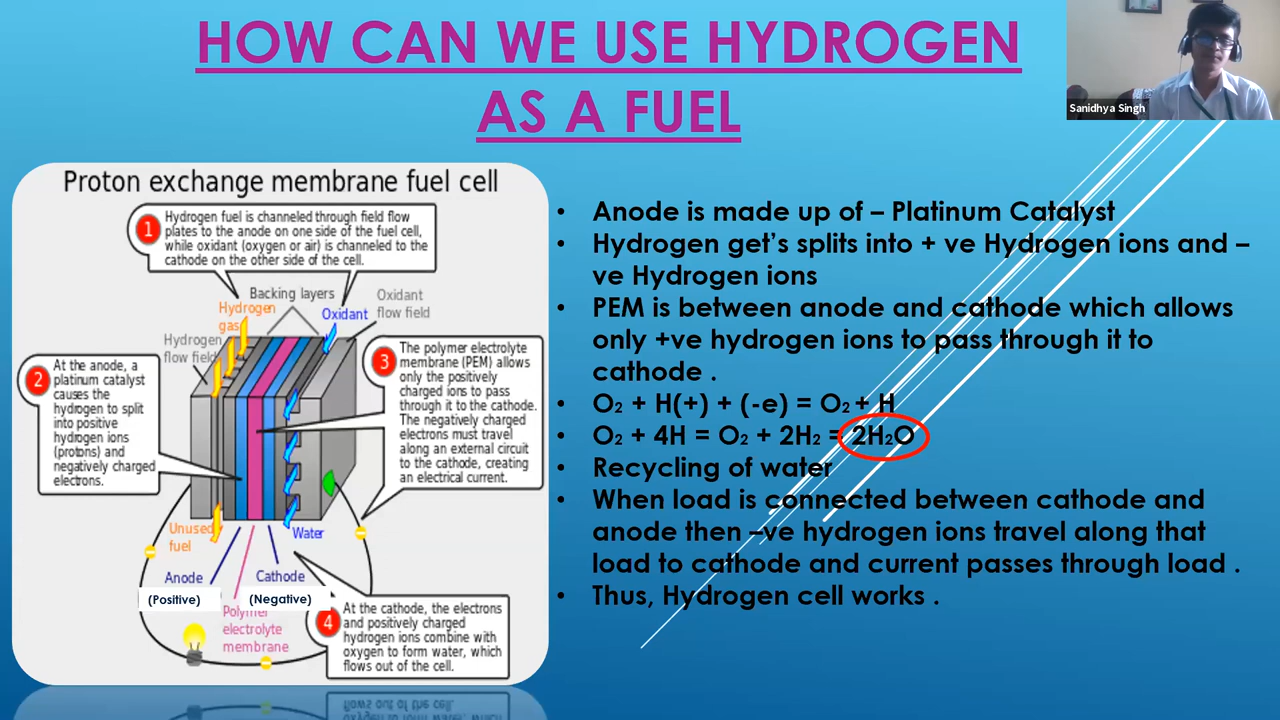 HOW CAN WE USE HYDROGEN
AS A FUEL
Sanidhya Singh
Proton exchange membrane fuel cell
1
Hydrogen fuel is channeled through field flow
plates to the anode on one side of the fuel cell,
while oxidant (oxygen or air) is channeled to the
cathode on the other side of the cell.
Backing layers
Hydrogen
gas
Oxidant
Oxidant
flow field
Hydrogen
flow field
2
At the anode, a
platinum catalyst
causes the
hydrogen to split
into positive
hydrogen ions
(protons) and
negatively charged
electrons.
3
The polymer electrolyte
membrane (PEM) allows
only the positively
charged ions to pass
through it to the cathode.
The negatively charged
electrons must travel
along an external circuit
to the cathode, creating
an electrical current.
Unused
fuel
Water
Anode
Cathode
(Positive)
(Negative)
Polymer
electrolyte
membrane
4
At the cathode, the electrons
and positively charged
hydrogen ions combine with
oxygen to form water, which
flows out of the cell.
• Anode is made up of – Platinum Catalyst
• Hydrogen get's splits into + ve Hydrogen ions and –
ve Hydrogen ions
• PEM is between anode and cathode which allows
only +ve hydrogen ions to pass through it to
cathode .
• O₂ + H(+) + (-e) = O₂ + H
• O₂ + 4H = O₂ + 2H₂ = 2H₂O
• Recycling of water
• When load is connected between cathode and
anode then –ve hydrogen ions travel along that
load to cathode and current passes through load .
• Thus, Hydrogen cell works .